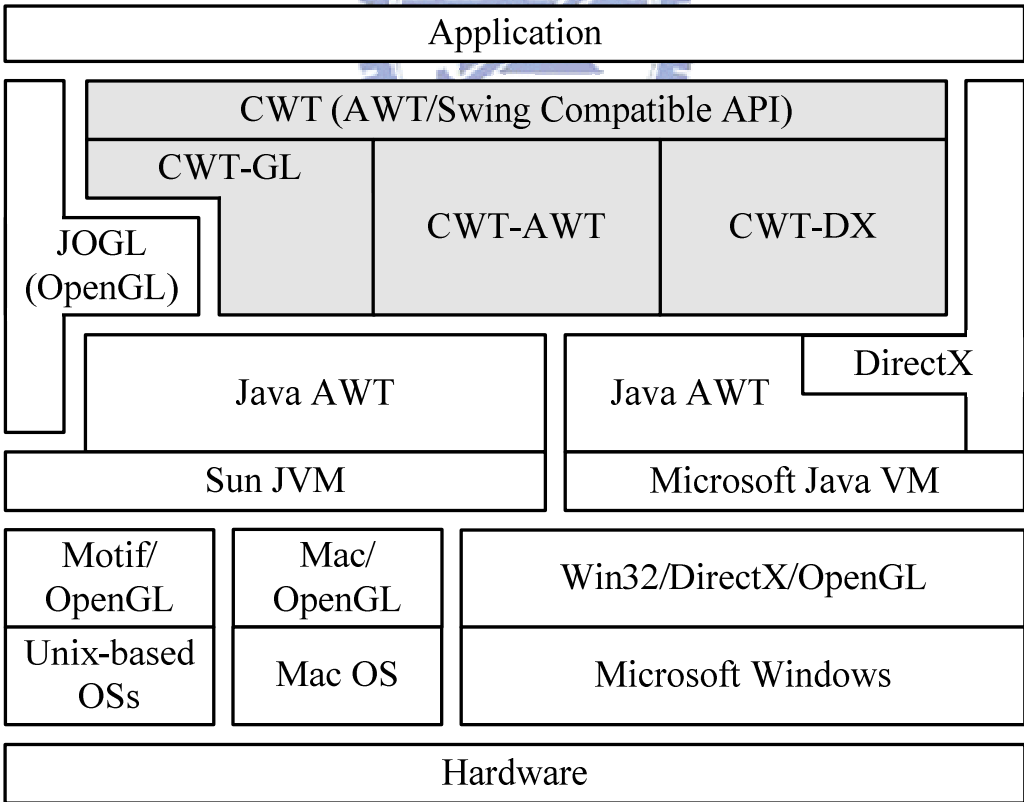 Application
CWT (AWT/Swing Compatible API)
CWT-GL
CWT-AWT
CWT-DX
JOGL
(OpenGL)
Java AWT
Java AWT
DirectX
Sun JVM
Microsoft Java VM
Motif/
OpenGL
Mac/
OpenGL
Win32/DirectX/OpenGL
Unix-based
OSs
Mac OS
Microsoft Windows
Hardware